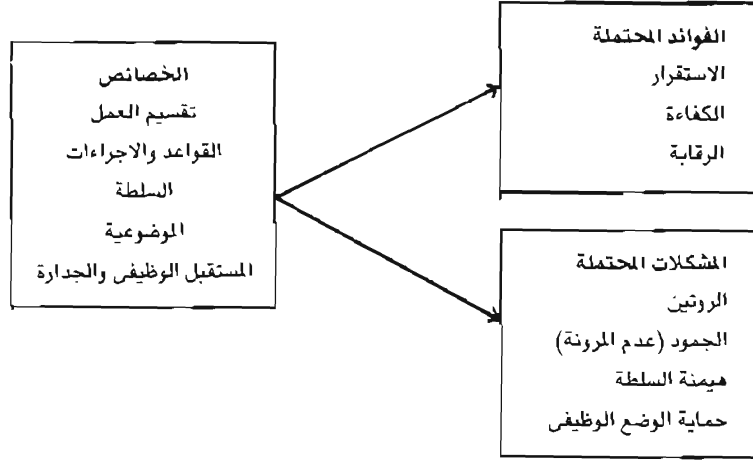 الخصائص
تقسيم العمل
القواعد والاجراءات
السلطة
الموضوعية
المستقبل الوظيفى والجدارة
الفوائد المحتملة
الاستقرار
الكفاءة
الرقابة
المشكلات المحتملة
الروتين
الجمود (عدم المرونة)
هيمنة السلطة
حماية الوضع الوظيفى